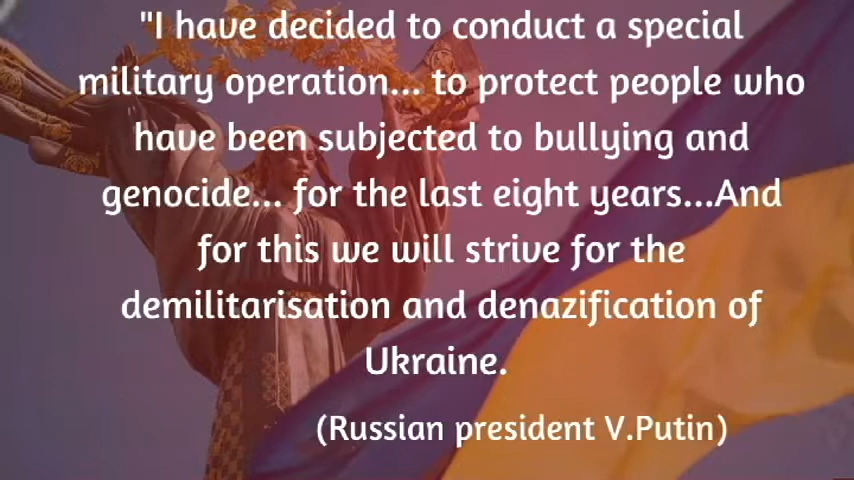 "I have decided to conduct a special
military operation... to protect people who
have been subjected to bullying and
genocide... for the last eight years...And
for this we will strive for the
demilitarisation and denazification of
Ukraine.
(Russian president V.Putin)